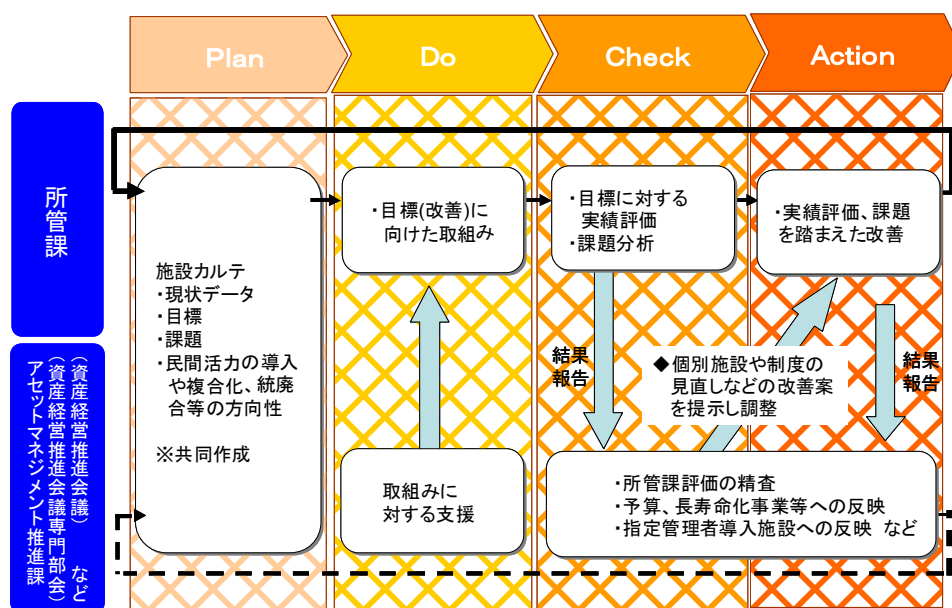 Plan
Do
Check
Action
所管課
施設カルテ
・現状データ
・目標
・課題
・民間活力の導入
や複合化、統廃
合等の方向性
※共同作成
・目標(改善)に
向けた取組み
・目標に対する
実績評価
・課題分析
・実績評価、課題
を踏まえた改善
結果
報告
◆個別施設や制度の
見直しなどの改善案
を提示し調整
結果
報告
アセットマネジメント推進課
(資産経営推進会議専門部会)
(資産経営推進会議) など
取組みに
対する支援
・所管課評価の精査
・予算、長寿命化事業等への反映
・指定管理者導入施設への反映 など